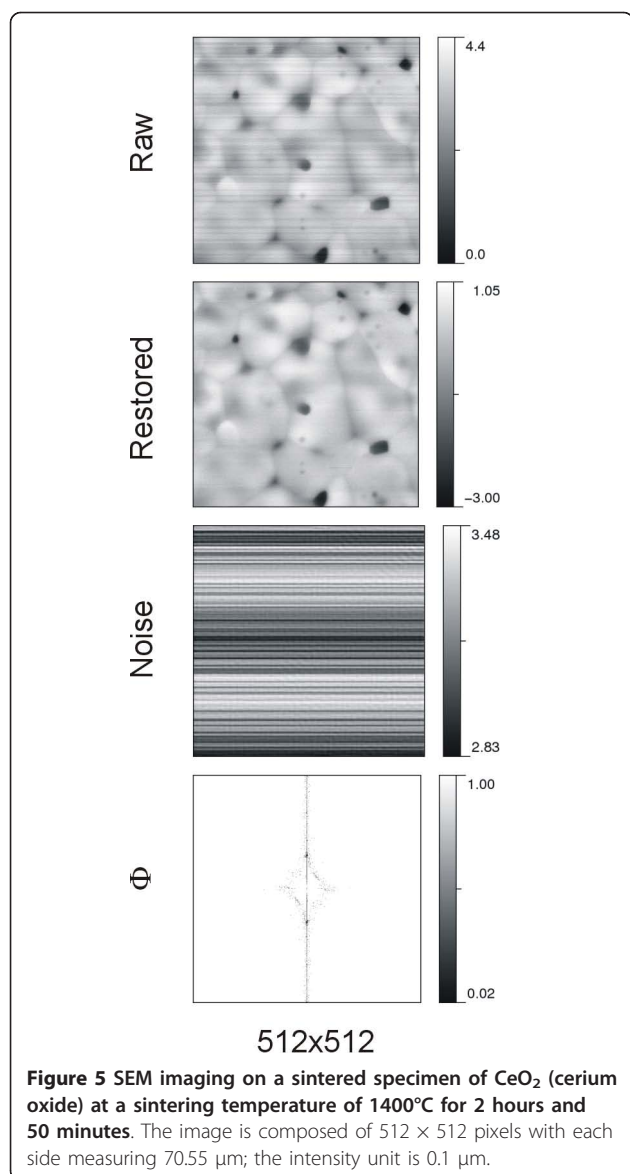 Raw
4.4
0.0
Restored
1.05
−3.00
Noise
3.48
2.83
Φ
1.00
0.02
512x512
Figure 5 SEM imaging on a sintered specimen of CeO₂ (cerium
oxide) at a sintering temperature of 1400°C for 2 hours and
50 minutes. The image is composed of 512 × 512 pixels with each
side measuring 70.55 μm; the intensity unit is 0.1 μm.